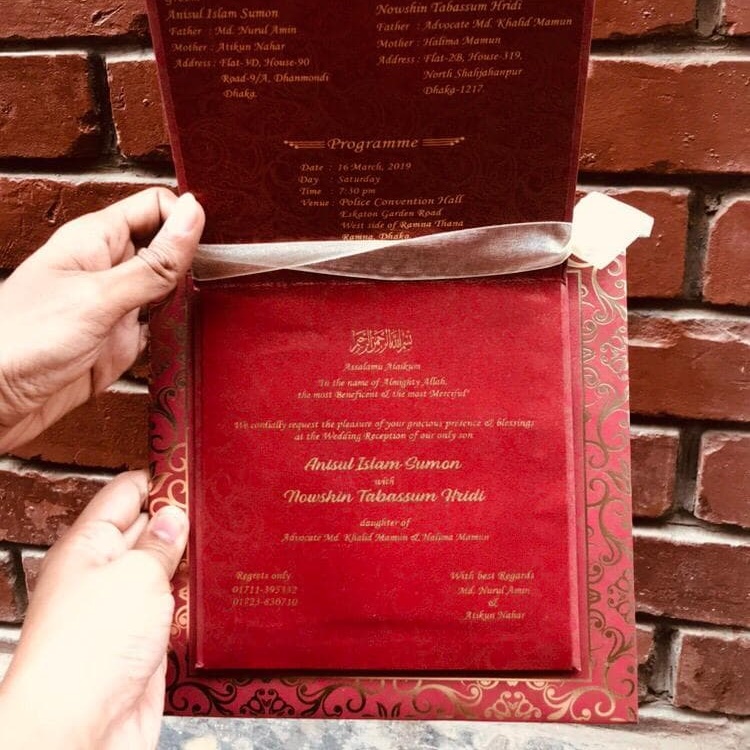 Anisul Islam Sumon
Father : Md. Nurul Amin
Mother : Atikun Nahar
Address : Flat-3D, House-90
Road-9/A, Dhanmondi
Dhaka.
Nowshin Tabassum Hridi
Father : Advocate Md. Khalid Mamun
Mother : Halima Mamun
Address : Flat-2B, House-319,
North Shahjahanpur
Dhaka-1217.
Programme
Date : 16 March, 2019
Day : Saturday
Time : 7:30 pm
Venue : Police Convention Hall
Eskaton Garden Road
West side of Ramna Thana
Ramna, Dhaka.
بسم الله الرحمن الرحيم
Assalamu Alaikum
'In the name of Almighty Allah,
the most Beneficent & the most Merciful'
We cordially request the pleasure of your gracious presence & blessings
at the Wedding Reception of our only son
Anisul Islam Sumon
with
Nowshin Tabassum Hridi
daughter of
Advocate Md. Khalid Mamun & Halima Mamun
Regrets only
With best Regards
Md. Nurul Amin
&
Atikun Nahar